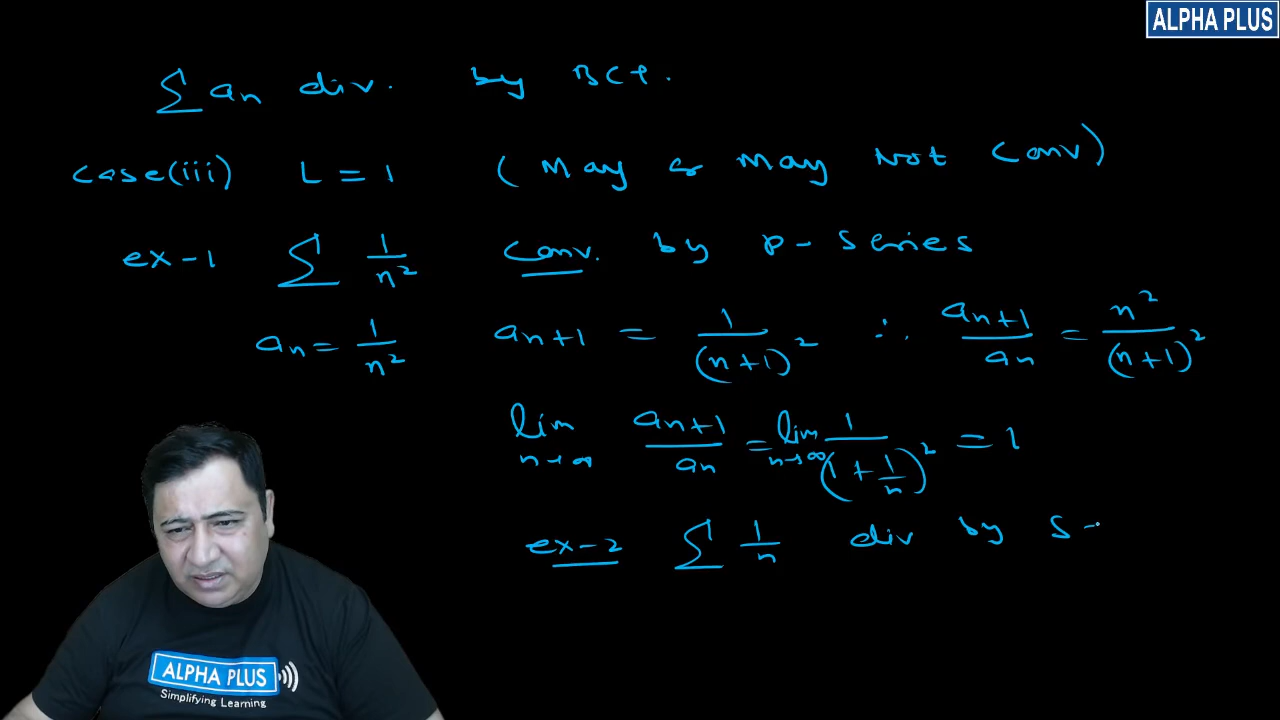 ALPHA PLUS
∑ an div. by BCT.
case(iii) L = 1 (May or may Not Conv)
ex-1 ∑ 1/n² Conv. by p-series
an = 1/n² an+1 = 1/(n+1)² ∴ an+1/an = n²/(n+1)²
lim n→∞ an+1/an = lim n→∞ 1/(1 + 1/n)² = 1
ex-2 ∑ 1/n div by s-
ALPHA PLUS
Simplifying Learning